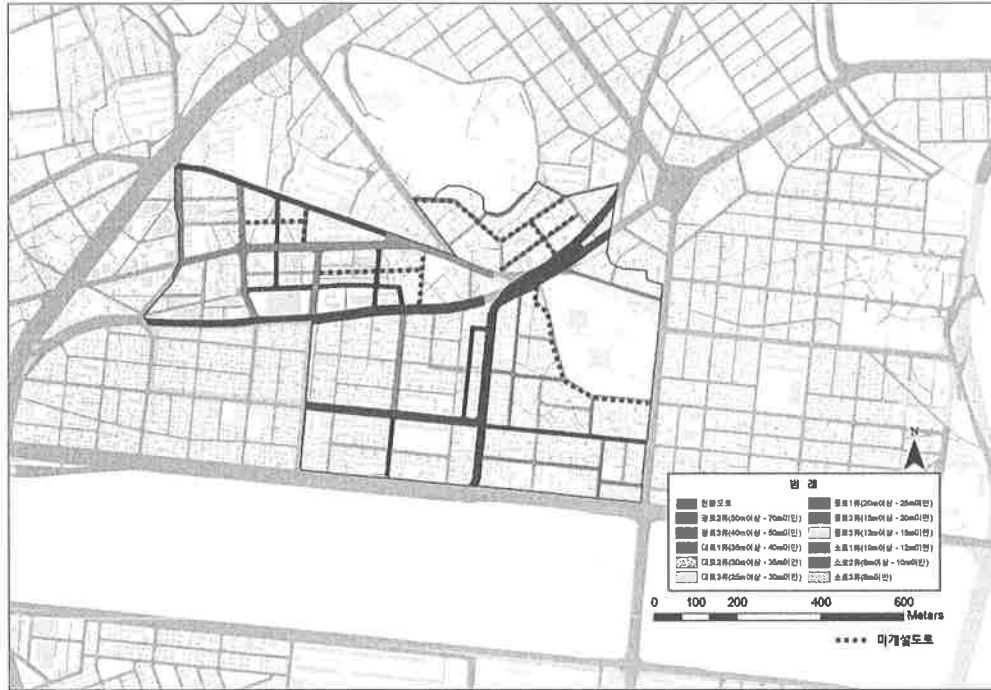 N
범 례
현황도로
중로1류(20m이상 - 25m미만)
광로2류(50m이상 - 70m미만)
중로2류(15m이상 - 20m미만)
광로3류(40m이상 - 50m미만)
중로3류(12m이상 - 15m미만)
대로1류(35m이상 - 40m미만)
소로1류(10m이상 - 12m미만)
대로2류(30m이상 - 35m미만)
소로2류(8m이상 - 10m미만)
대로3류(25m이상 - 30m미만)
소로3류(8m미만)
0 100 200 400 600
Meters
미개설도로